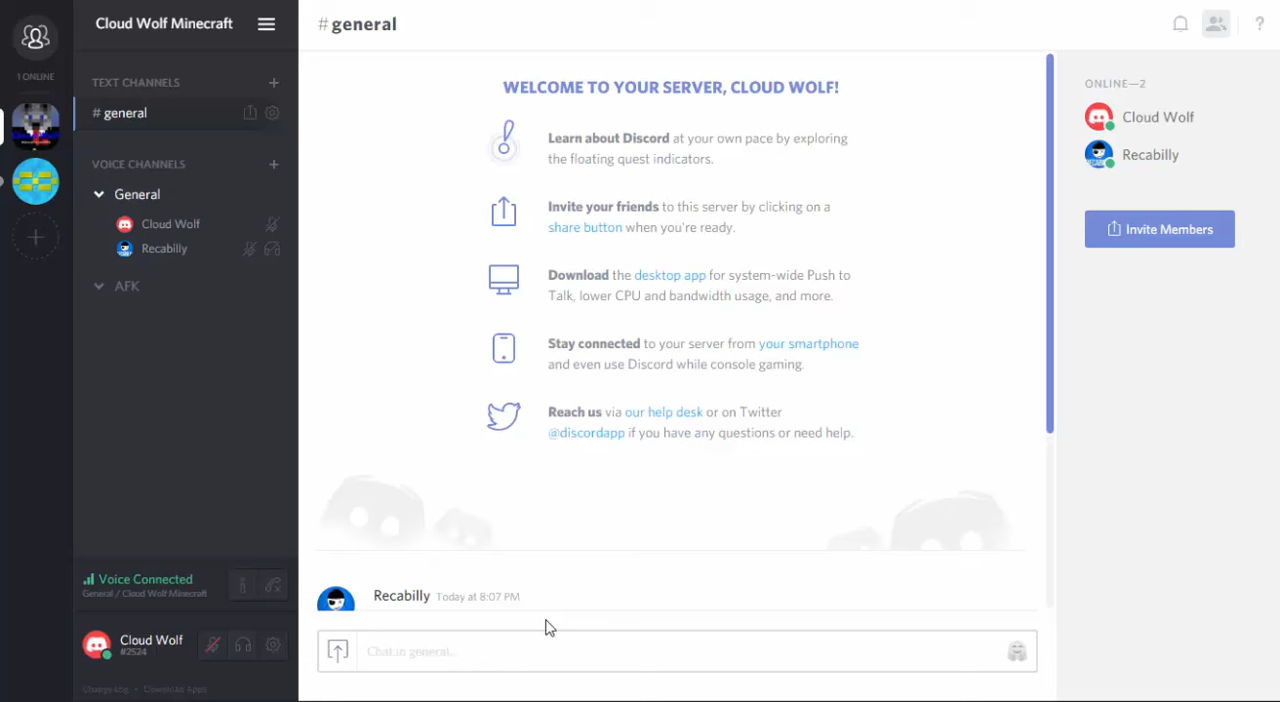 1 ONLINE
Cloud Wolf Minecraft
TEXT CHANNELS
# general
VOICE CHANNELS
General
Cloud Wolf
Recabilly
AFK
Voice Connected
General / Cloud Wolf Minecraft
Cloud Wolf
#2524
Change Log • Download Apps
#general
WELCOME TO YOUR SERVER, CLOUD WOLF!
Learn about Discord at your own pace by exploring
the floating quest indicators.
Invite your friends to this server by clicking on a
share button when you're ready.
Download the desktop app for system-wide Push to
Talk, lower CPU and bandwidth usage, and more.
Stay connected to your server from your smartphone
and even use Discord while console gaming.
Reach us via our help desk or on Twitter
@discordapp if you have any questions or need help.
Recabilly Today at 8:07 PM
Chat in general...
ONLINE—2
Cloud Wolf
Recabilly
Invite Members